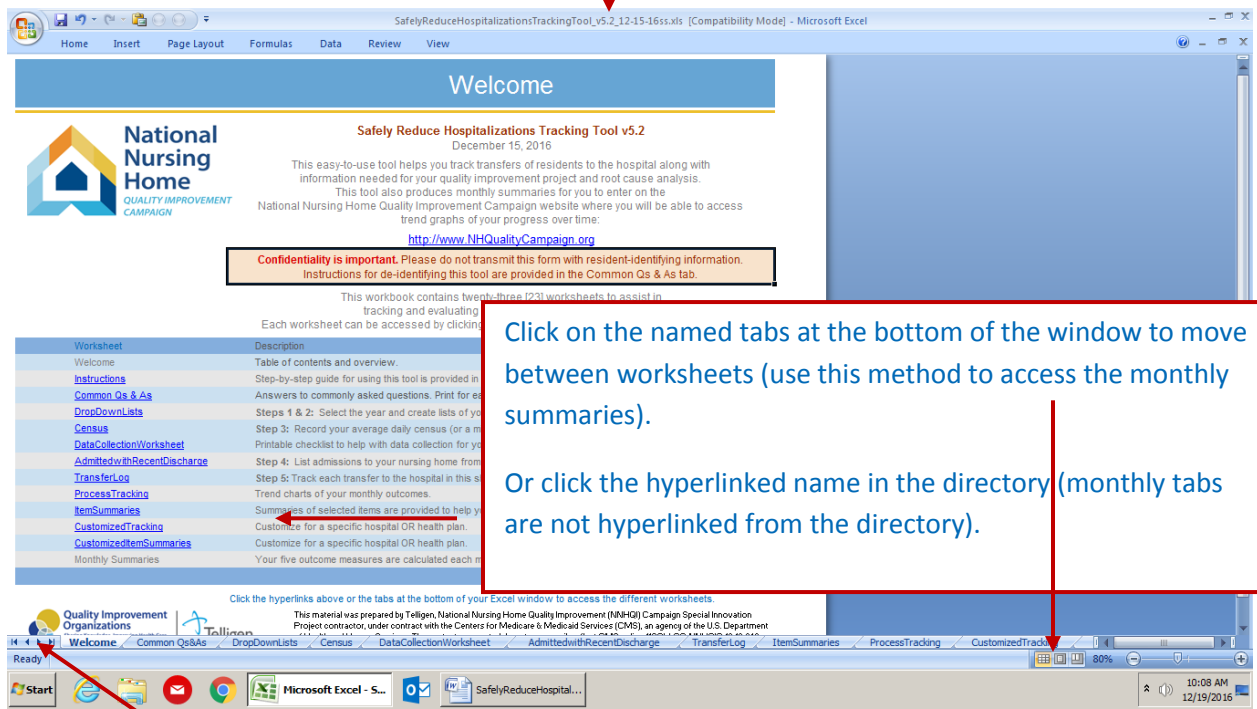 SafelyReduceHospitalizationsTrackingTool_v5.2_12-15-16ss.xls [Compatibility Mode] - Microsoft Excel
Home Insert Page Layout Formulas Data Review View
Welcome
National
Nursing
Home
QUALITY IMPROVEMENT
CAMPAIGN
Safely Reduce Hospitalizations Tracking Tool v5.2
December 15, 2016
This easy-to-use tool helps you track transfers of residents to the hospital along with
information needed for your quality improvement project and root cause analysis.
This tool also produces monthly summaries for you to enter on the
National Nursing Home Quality Improvement Campaign website where you will be able to access
trend graphs of your progress over time:
http://www.NHQualityCampaign.org
Confidentiality is important. Please do not transmit this form with resident-identifying information.
Instructions for de-identifying this tool are provided in the Common Qs & As tab.
This workbook contains twenty-three [23] worksheets to assist in
tracking and evaluating
Each worksheet can be accessed by clicking
Worksheet Description
Welcome Table of contents and overview.
Instructions Step-by-step guide for using this tool is provided in
Common Qs & As Answers to commonly asked questions. Print for
DropDownLists Steps 1 & 2: Select the year and create lists of
Census Step 3: Record your average daily census (or a
DataCollectionWorksheet Printable checklist to help with data collection for
AdmittedwithRecentDischarge Step 4: List admissions to your nursing home from
TransferLog Step 5: Track each transfer to the hospital in this
ProcessTracking Trend charts of your monthly outcomes.
ItemSummaries Summaries of selected items are provided to help
CustomizedTracking Customize for a specific hospital OR health plan.
CustomizedItemSummaries Customize for a specific hospital OR health plan.
Monthly Summaries Your five outcome measures are calculated each
Click on the named tabs at the bottom of the window to move
between worksheets (use this method to access the monthly
summaries).
Or click the hyperlinked name in the directory (monthly tabs
are not hyperlinked from the directory).
Click the hyperlinks above or the tabs at the bottom of your Excel window to access the different worksheets.
Quality Improvement
Organizations
Telligen
This material was prepared by Telligen, National Nursing Home Quality Improvement (NNHQI) Campaign Special Innovation
Project contractor, under contract with the Centers for Medicare & Medicaid Services (CMS), an agency of the U.S. Department
Welcome Common Qs&As DropDownLists Census DataCollectionWorksheet AdmittedwithRecentDischarge TransferLog ItemSummaries ProcessTracking
Ready 80%
Start Microsoft Excel - S... SafelyReduceHospital... 10:08 AM
12/19/2016